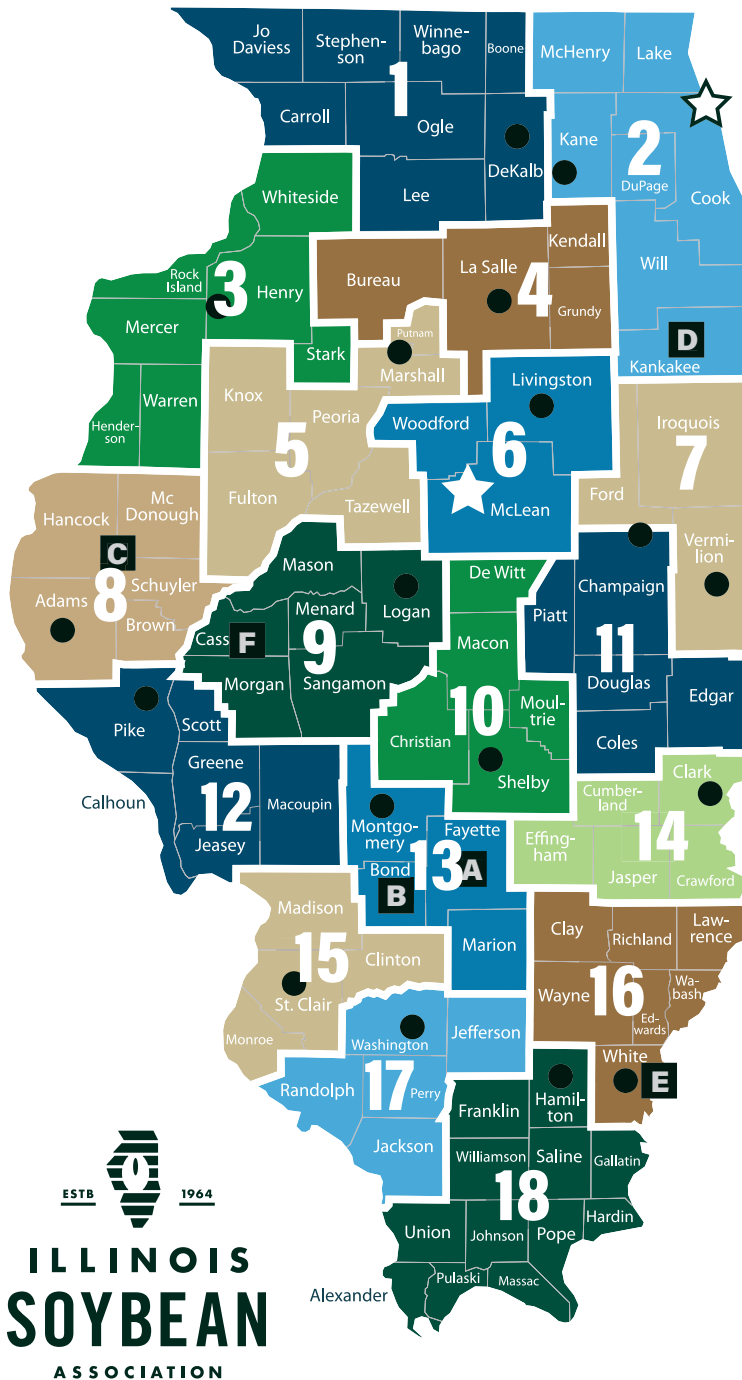 Jo
Daviess
Stephen-
son
Winne-
bago
Boone
McHenry
Lake
1
Carroll
Ogle
DeKalb
Kane
2
DuPage
Cook
Lee
Whiteside
Kendall
La Salle
Will
Bureau
Rock
Island
3
Henry
4
Grundy
Mercer
Putnam
D
Kankakee
Stark
Marshall
Livingston
Knox
Warren
Peoria
Woodford
Iroquois
Hender-
son
5
6
7
Fulton
Tazewell
McLean
Ford
Hancock
Mc
Donough
Vermi-
lion
C
Mason
De Witt
Champaign
Adams
8
Schuyler
Menard
Logan
Piatt
Brown
Cass
F
9
Macon
11
Morgan
Sangamon
Douglas
Edgar
10
Moul-
trie
Pike
Scott
Christian
Coles
Greene
Shelby
Clark
Calhoun
12
Macoupin
Cumber-
land
Montgo-
mery
Fayette
14
Jeasey
13
Effing-
ham
Bond
A
Jasper
Crawford
B
Madison
Clay
Richland
Law-
rence
15
Marion
Clinton
Wayne
16
Wa-
bash
St. Clair
Ed-
wards
Monroe
Washington
Jefferson
White
E
Randolph
17
Perry
Hamil-
ton
Franklin
Jackson
Williamson
Saline
Gallatin
18
Hardin
Union
Johnson
Pope
Pulaski
Massac
Alexander
ESTB
1964
ILLINOIS
SOYBEAN
ASSOCIATION